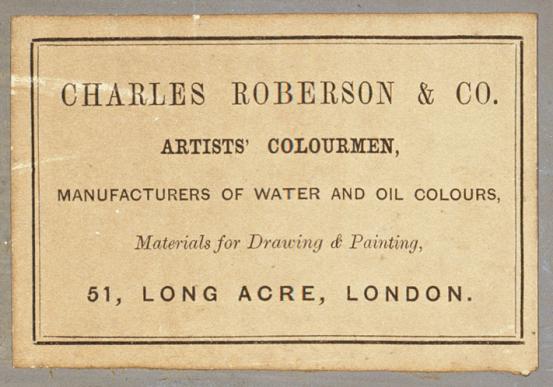 CHARLES ROBERSON & CO.
ARTISTS' COLOURMEN,
MANUFACTURERS OF WATER AND OIL COLOURS,
Materials for Drawing & Painting,
51, LONG ACRE, LONDON.